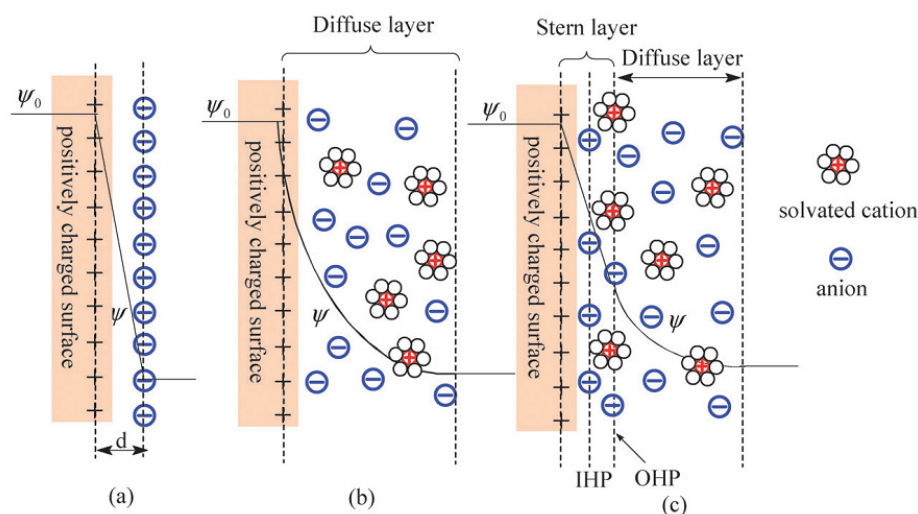 Diffuse layer
Stern layer
Diffuse layer
ψ₀
positively charged surface
ψ
d
(a)
ψ₀
positively charged surface
ψ
(b)
ψ₀
positively charged surface
ψ
IHP
OHP
(c)
solvated cation
anion